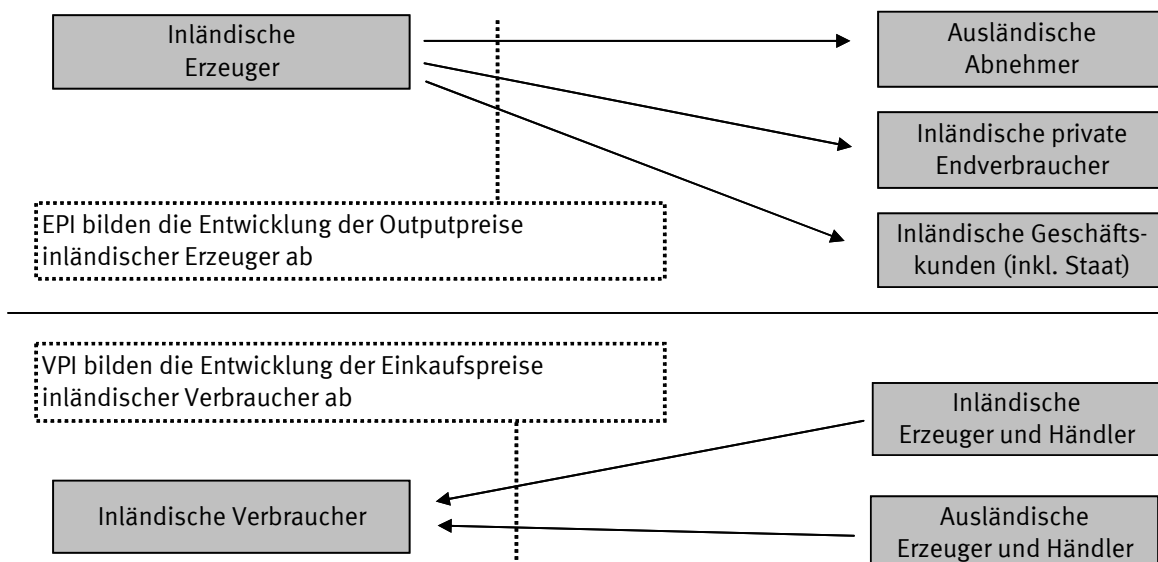 Inländische
Erzeuger
Ausländische
Abnehmer
Inländische private
Endverbraucher
EPI bilden die Entwicklung der Outputpreise
inländischer Erzeuger ab
Inländische Geschäfts-
kunden (inkl. Staat)
VPI bilden die Entwicklung der Einkaufspreise
inländischer Verbraucher ab
Inländische
Erzeuger und Händler
Inländische Verbraucher
Ausländische
Erzeuger und Händler